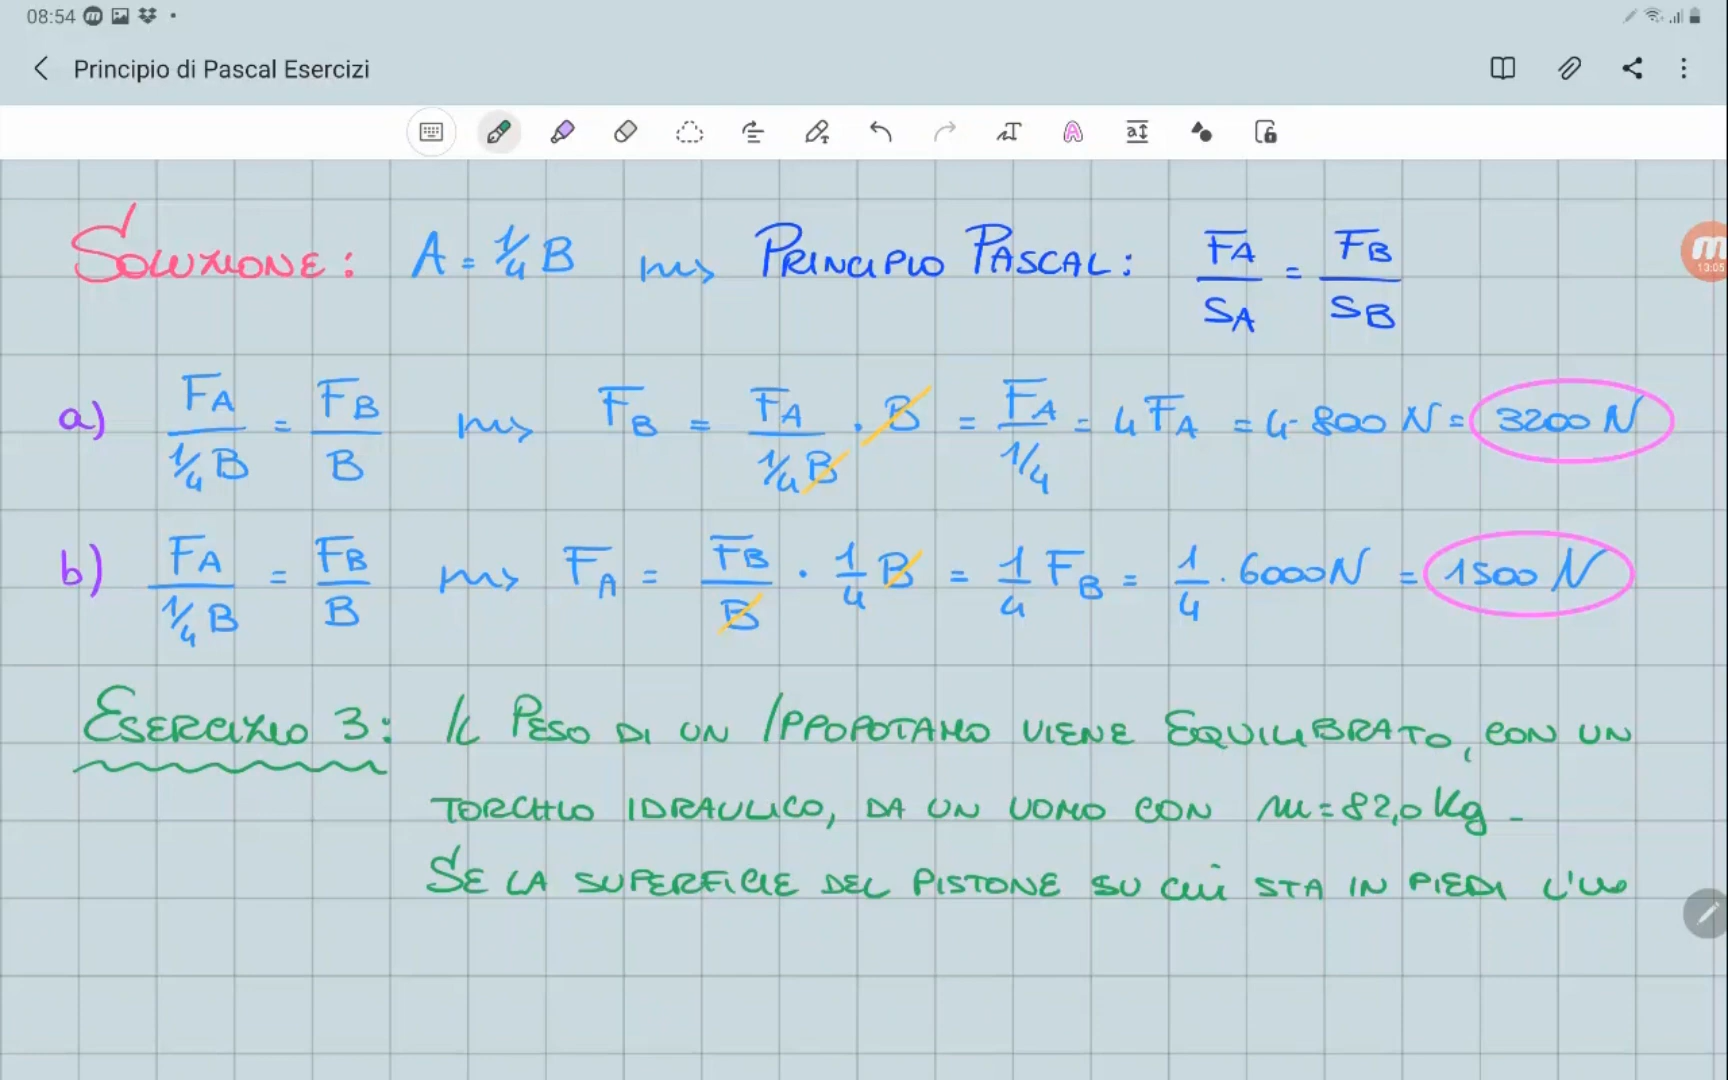 08:54
Principio di Pascal Esercizi
13:05
SOLUZIONE: A = 1/4 B ⇝ PRINCIPIO PASCAL: FA/SA = FB/SB
a) FA/(1/4 B) = FB/B ⇝ FB = FA/(1/4 B) · B = FA/(1/4) = 4 FA = 4·800 N = 3200 N
b) FA/(1/4 B) = FB/B ⇝ FA = FB/B · 1/4 B = 1/4 FB = 1/4 · 6000N = 1500 N
ESERCIZIO 3: IL PESO DI UN IPPOPOTAMO VIENE EQUILIBRATO, CON UN
TORCHIO IDRAULICO, DA UN UOMO CON m = 82,0 Kg.
SE LA SUPERFICIE DEL PISTONE SU CUI STA IN PIEDI L'UO